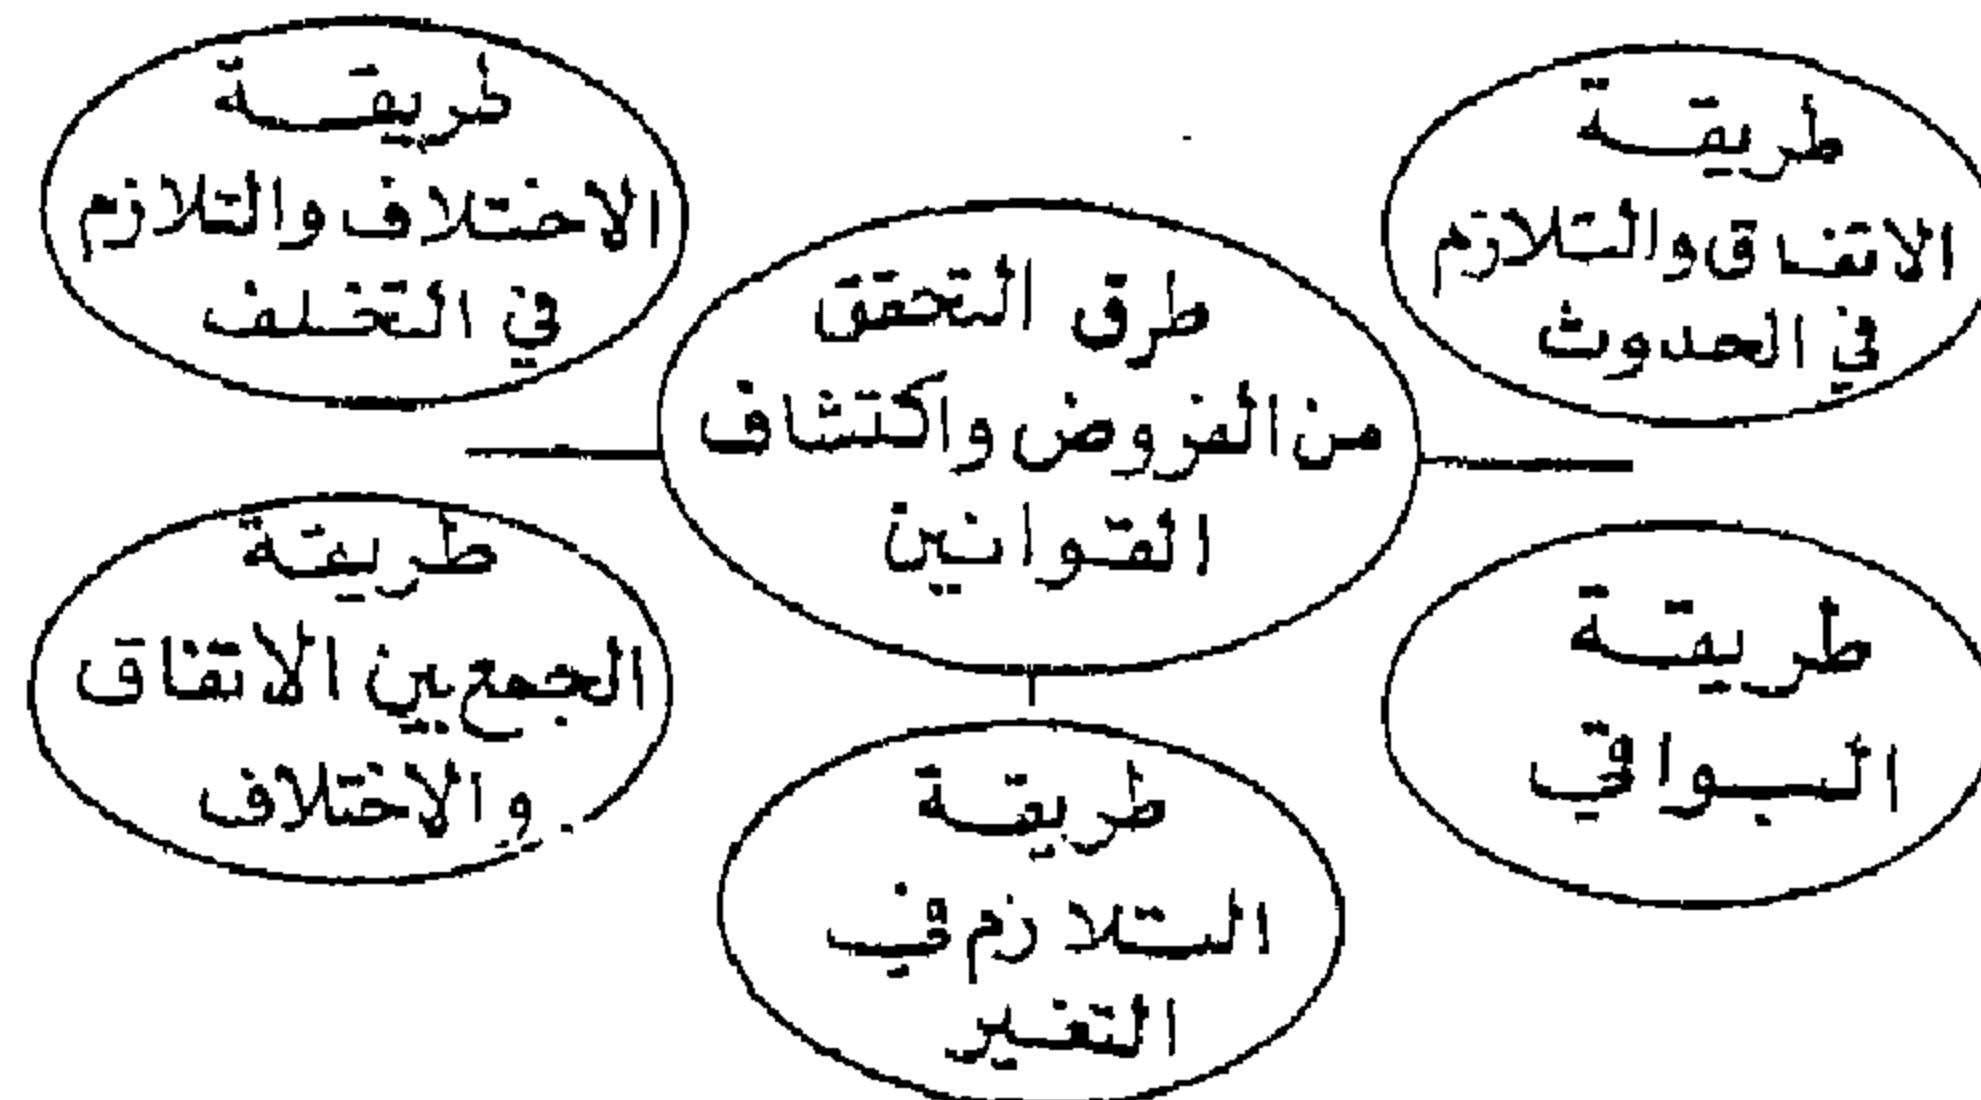 طريقة
الاتفاق والتلازم
في الحدوث
طريقة
الاختلاف والتلازم
في التخلف
طرق التحقق
من الفروض واكتشاف
القوانين
طريقة
البواقي
طريقة
الجمع بين الاتفاق
والاختلاف
طريقة
التلازم في
التغير